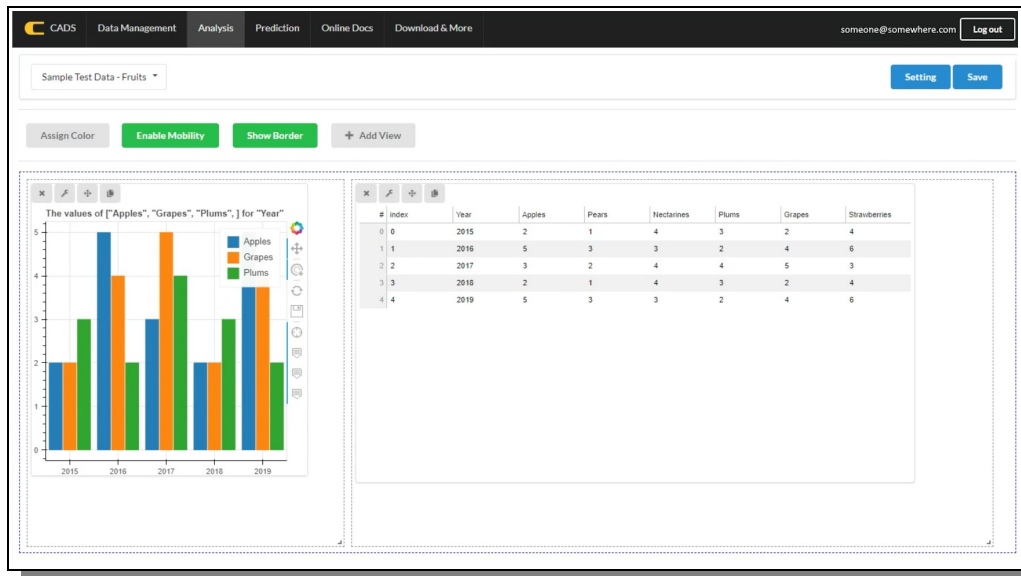 CADS Data Management Analysis Prediction Online Docs Download & More someone@somewhere.com Log out
Sample Test Data - Fruits Setting Save
Assign Color Enable Mobility Show Border + Add View
The values of ["Apples", "Grapes", "Plums", ] for "Year"
Apples
Grapes
Plums
5
4
3
2
1
0
2015 2016 2017 2018 2019
# index Year Apples Pears Nectarines Plums Grapes Strawberries
0 0 2015 2 1 4 3 2 4
1 1 2016 5 3 3 2 4 6
2 2 2017 3 2 4 4 5 3
3 3 2018 2 1 4 3 2 4
4 4 2019 5 3 3 2 4 6